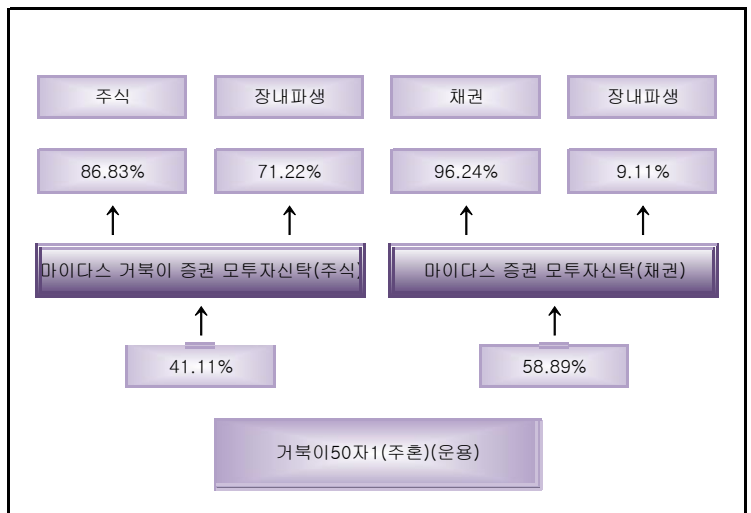 주식 장내파생 채권 장내파생
86.83% 71.22% 96.24% 9.11%
마이다스 거북이 증권 모투자신탁(주식) 마이다스 증권 모투자신탁(채권)
41.11% 58.89%
거북이50자1(주혼)(운용)